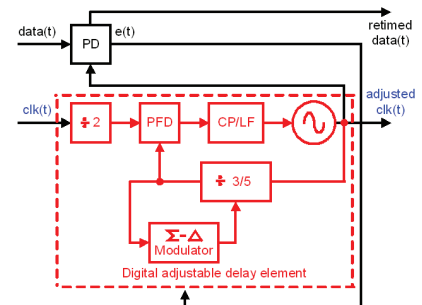 retimed
data(t)
data(t)
PD
e(t)
adjusted
clk(t)
clk(t)
÷ 2
PFD
CP/LF
÷ 3/5
Σ-Δ
Modulator
Digital adjustable delay element